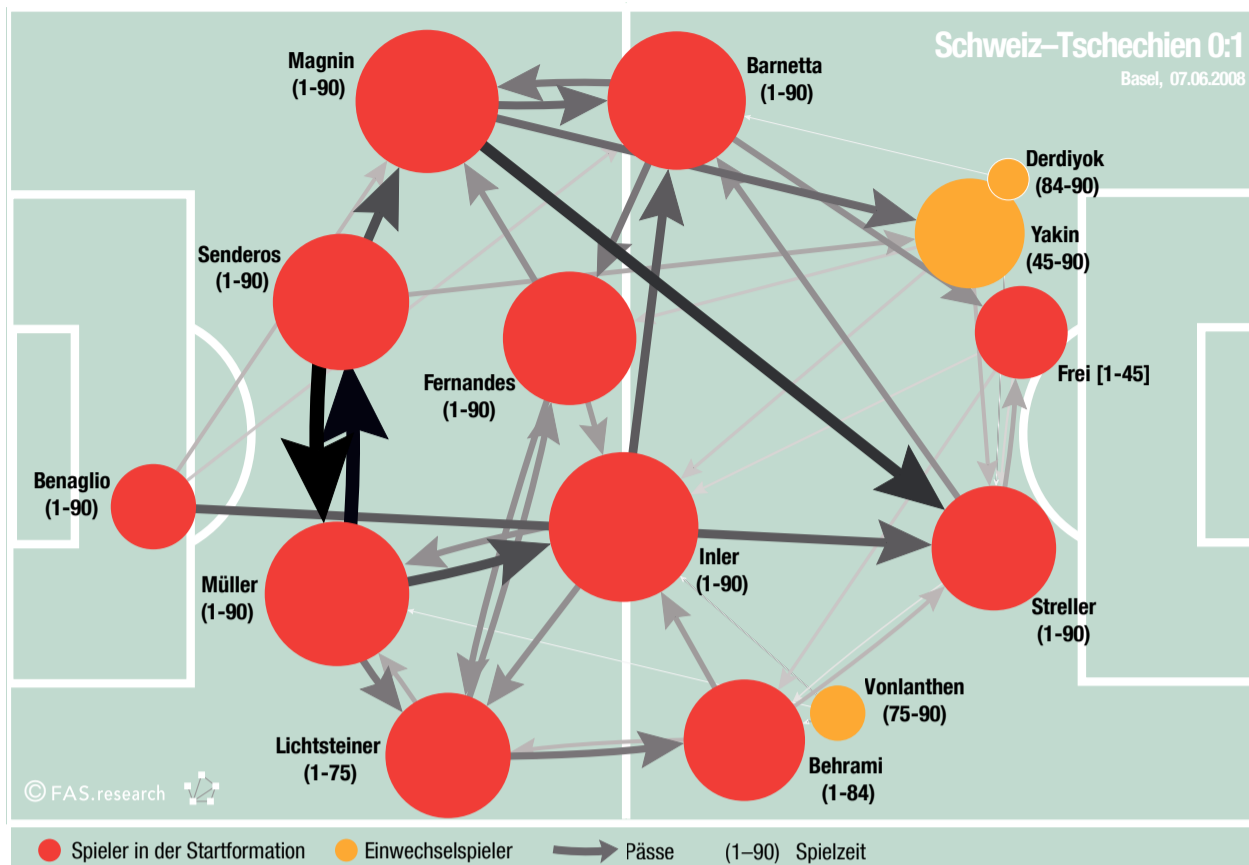 Schweiz–Tschechien 0:1
Basel, 07.06.2008
Magnin
(1-90)
Barnetta
(1-90)
Derdiyok
(84-90)
Yakin
(45-90)
Senderos
(1-90)
Frei [1-45]
Fernandes
(1-90)
Benaglio
(1-90)
Inler
(1-90)
Müller
(1-90)
Streller
(1-90)
Vonlanthen
(75-90)
Lichtsteiner
(1-75)
Behrami
(1-84)
© FAS.research
Spieler in der Startformation Einwechselspieler Pässe (1–90) Spielzeit